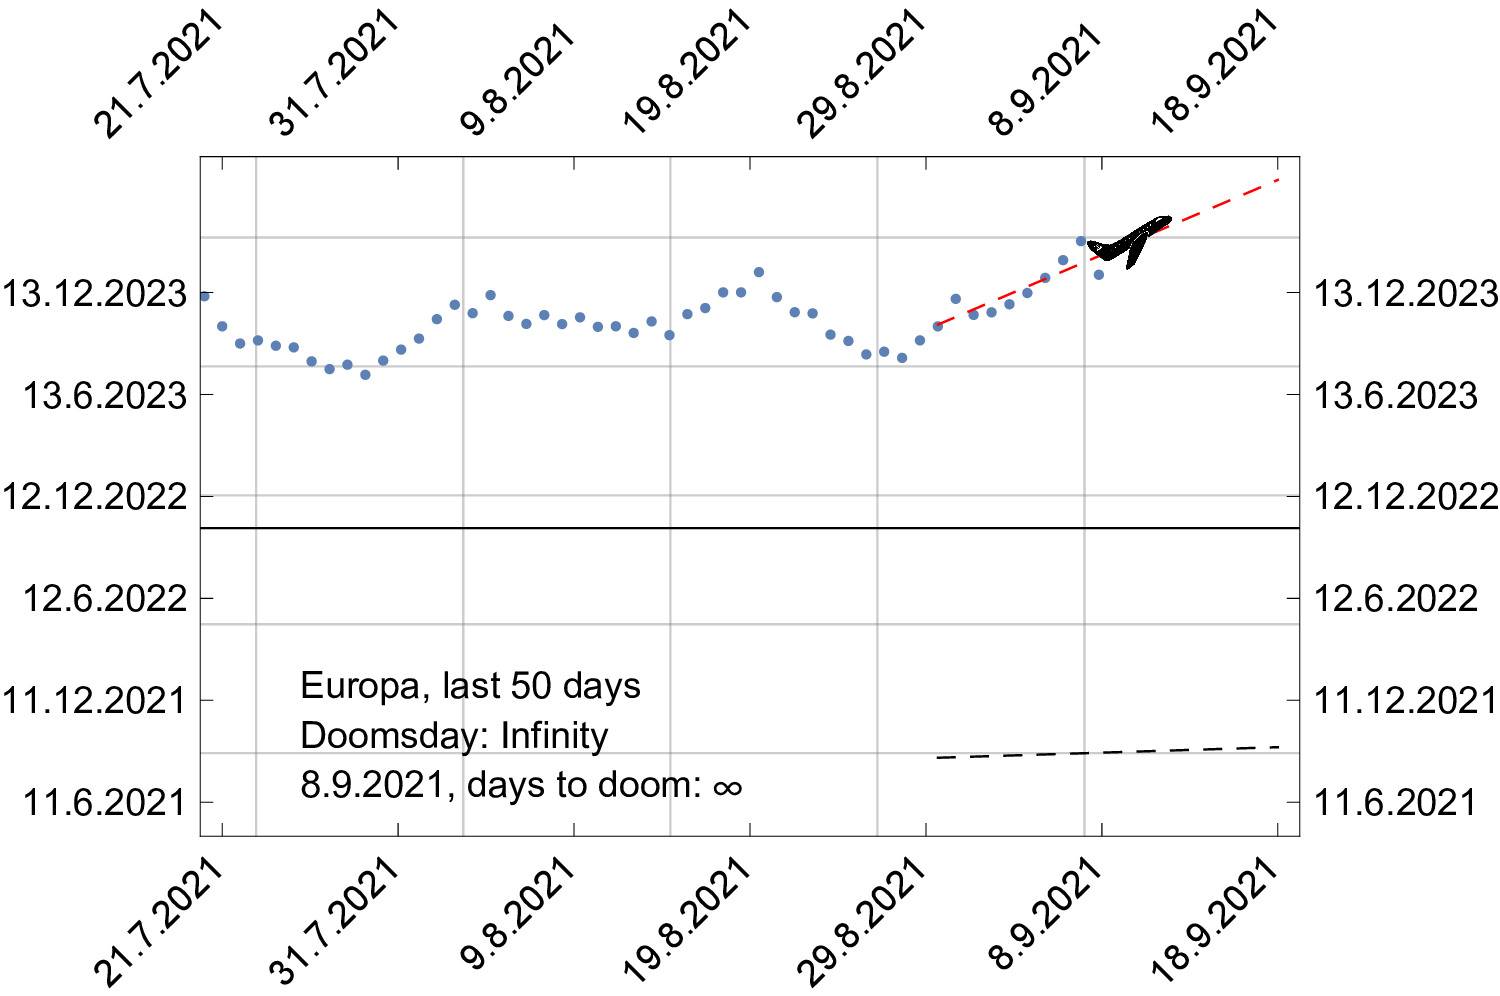 21.7.2021 31.7.2021 9.8.2021 19.8.2021 29.8.2021 8.9.2021 18.9.2021
13.12.2023 13.12.2023
13.6.2023 13.6.2023
12.12.2022 12.12.2022
12.6.2022 12.6.2022
Europa, last 50 days
11.12.2021 11.12.2021
Doomsday: Infinity
8.9.2021, days to doom: ∞
11.6.2021 11.6.2021
21.7.2021 31.7.2021 9.8.2021 19.8.2021 29.8.2021 8.9.2021 18.9.2021